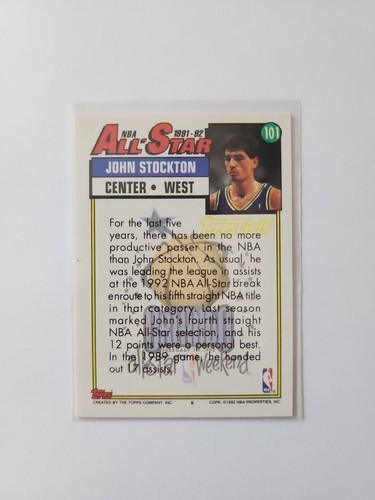 NBA 1991-92
ALL★STAR
101
JOHN STOCKTON
CENTER • WEST
For the last five
years, there has been no more
productive passer in the NBA
than John Stockton. As usual, he
was leading the league in assists
at the 1992 NBA All-Star break
enroute to his fifth straight NBA title
in that category. Last season
marked John's fourth straight
NBA All-Star selection, and his
12 points were a personal best.
In the 1989 game, he handed
out 17 assists.
Weekend
TOPPS
NBA
CREATED BY THE TOPPS COMPANY, INC.
COPR. ©1992 NBA PROPERTIES, INC.